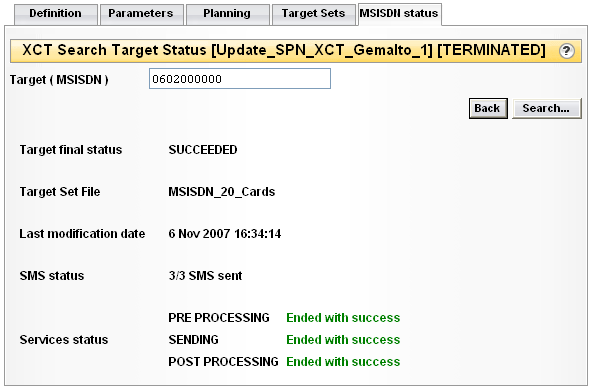 Definition Parameters Planning Target Sets MSISDN status
XCT Search Target Status [Update_SPN_XCT_Gemalto_1] [TERMINATED] ?
Target ( MSISDN ) 0602000000
Back Search...
Target final status SUCCEEDED
Target Set File MSISDN_20_Cards
Last modification date 6 Nov 2007 16:34:14
SMS status 3/3 SMS sent
PRE PROCESSING Ended with success
Services status SENDING Ended with success
POST PROCESSING Ended with success